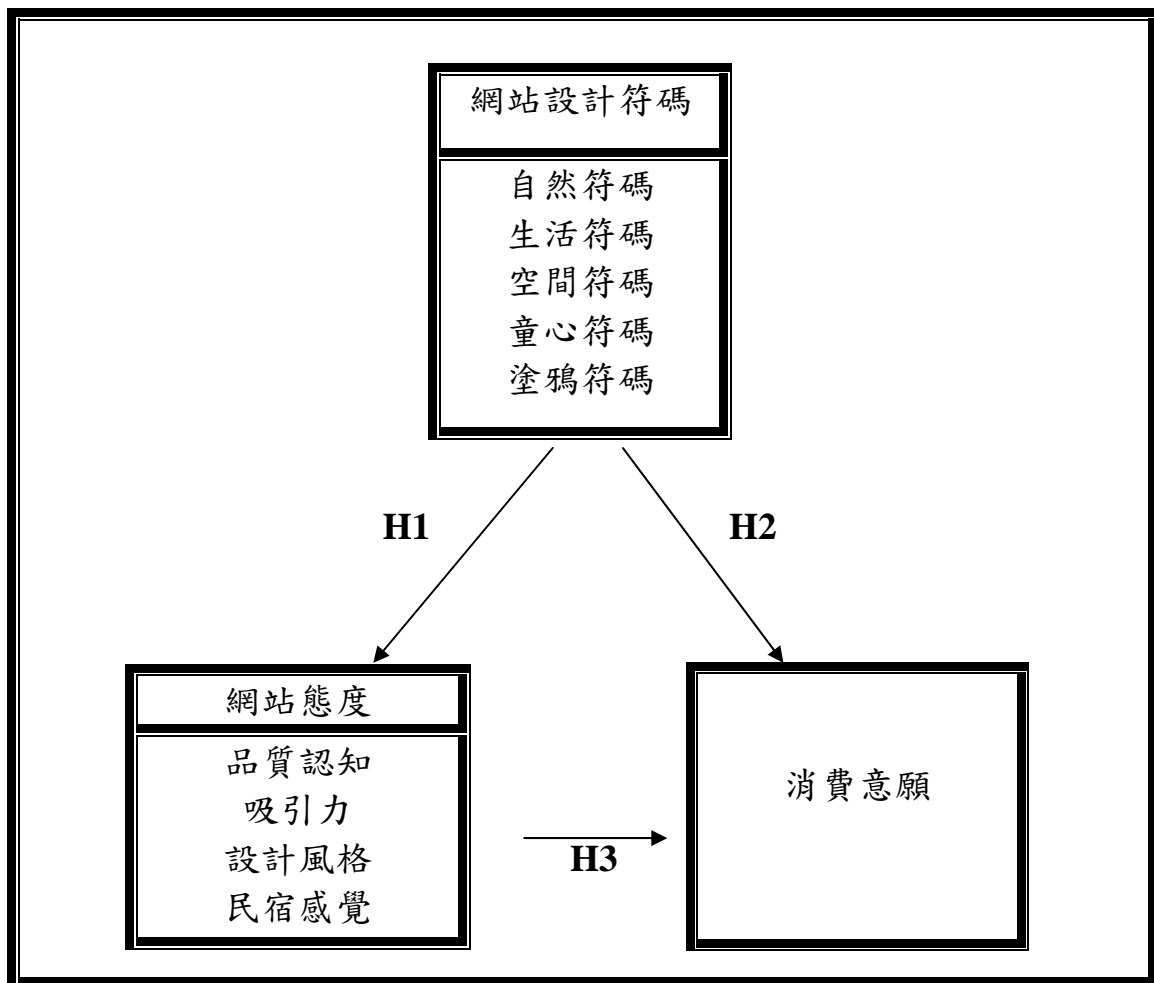 網站設計符碼
自然符碼
生活符碼
空間符碼
童心符碼
塗鴉符碼
H1
H2
網站態度
品質認知
吸引力
設計風格
民宿感覺
H3
消費意願